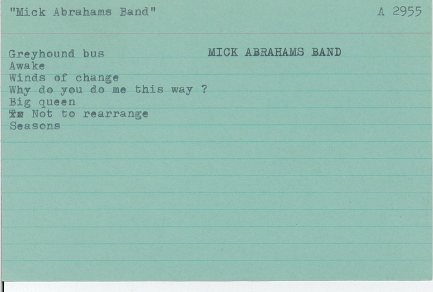 "Mick Abrahams Band" A 2955
Greyhound bus MICK ABRAHAMS BAND
Awake
Winds of change
Why do you do me this way ?
Big queen
Not to rearrange
Seasons